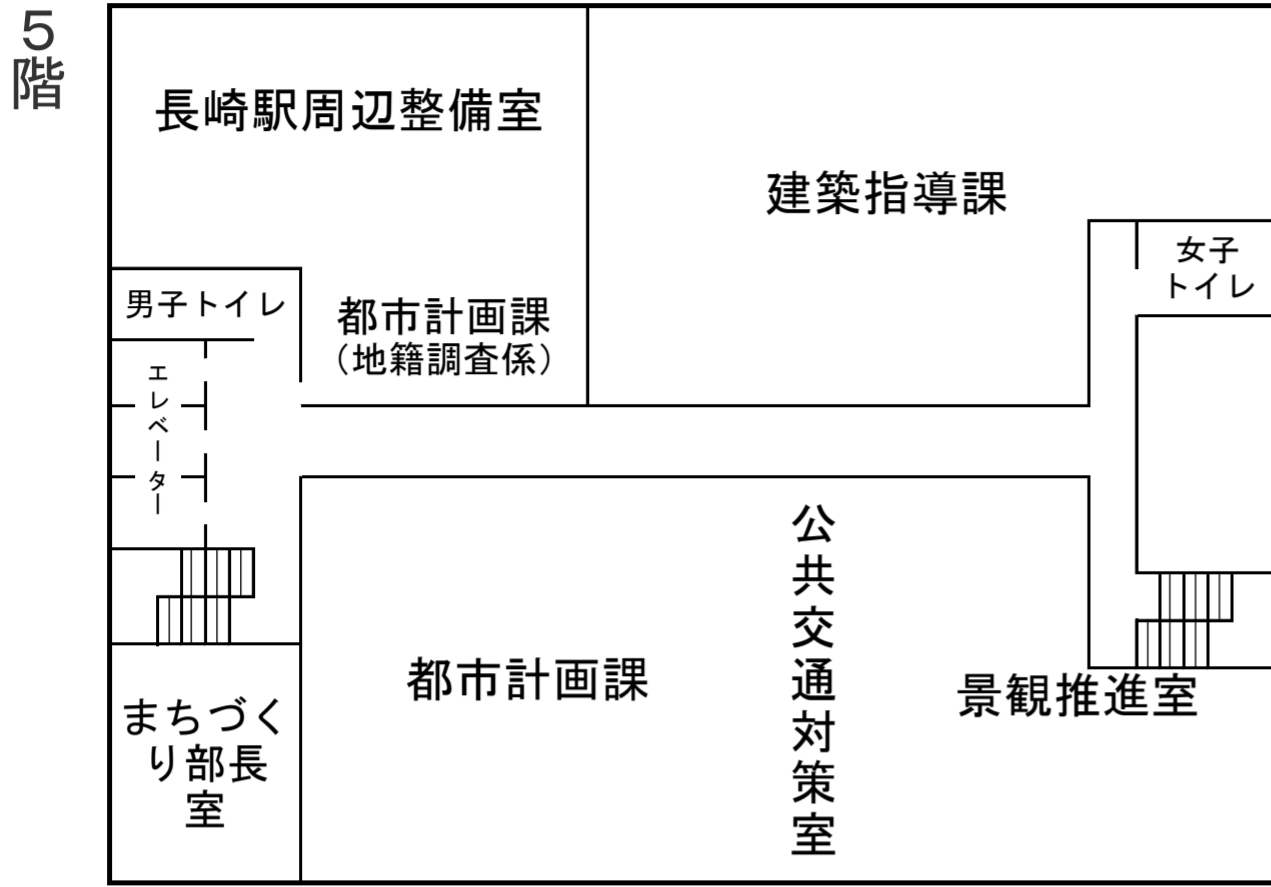 5階
長崎駅周辺整備室
建築指導課
女子
トイレ
男子トイレ
都市計画課
（地籍調査係）
エレベーター
公共交通対策室
都市計画課
景観推進室
まちづく
り部長
室